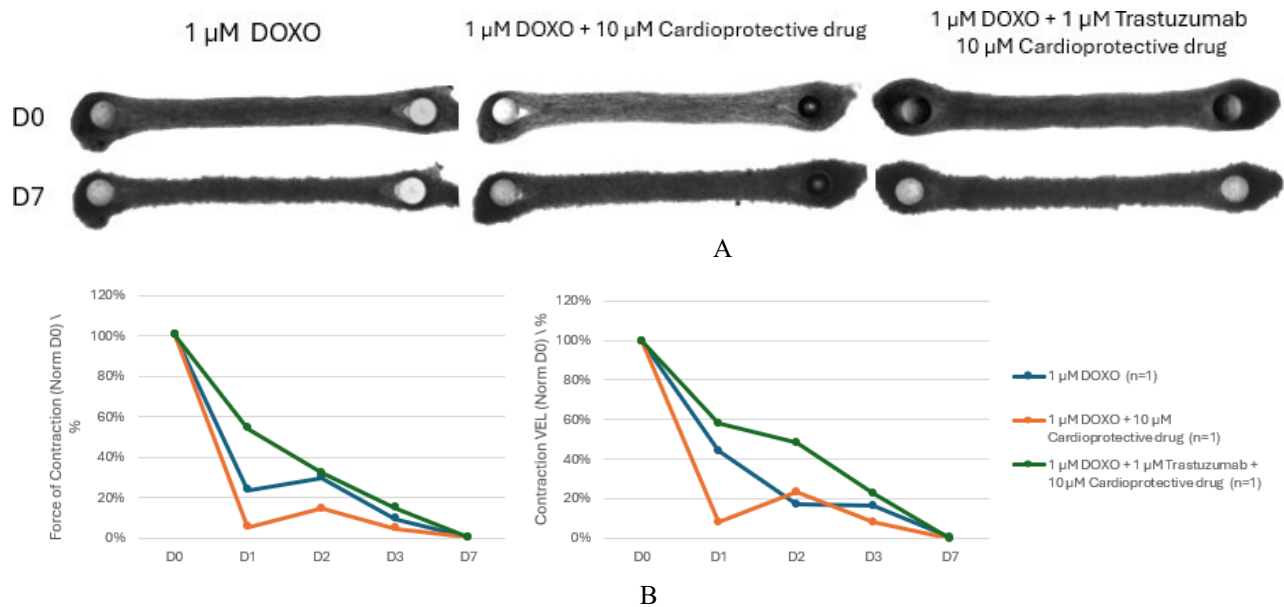 1 µM DOXO
1 µM DOXO + 10 µM Cardioprotective drug
1 µM DOXO + 1 µM Trastuzumab
10 µM Cardioprotective drug
D0
D7
A
Force of Contraction (Norm D0) \
%
120%
100%
80%
60%
40%
20%
0%
D0
D1
D2
D3
D7
Contraction VEL (Norm D0) \ %
120%
100%
80%
60%
40%
20%
0%
D0
D1
D2
D3
D7
1 µM DOXO (n=1)
1 µM DOXO + 10 µM
Cardioprotective drug (n=1)
1 µM DOXO + 1 µM Trastuzumab +
10 µM Cardioprotective drug (n=1)
B